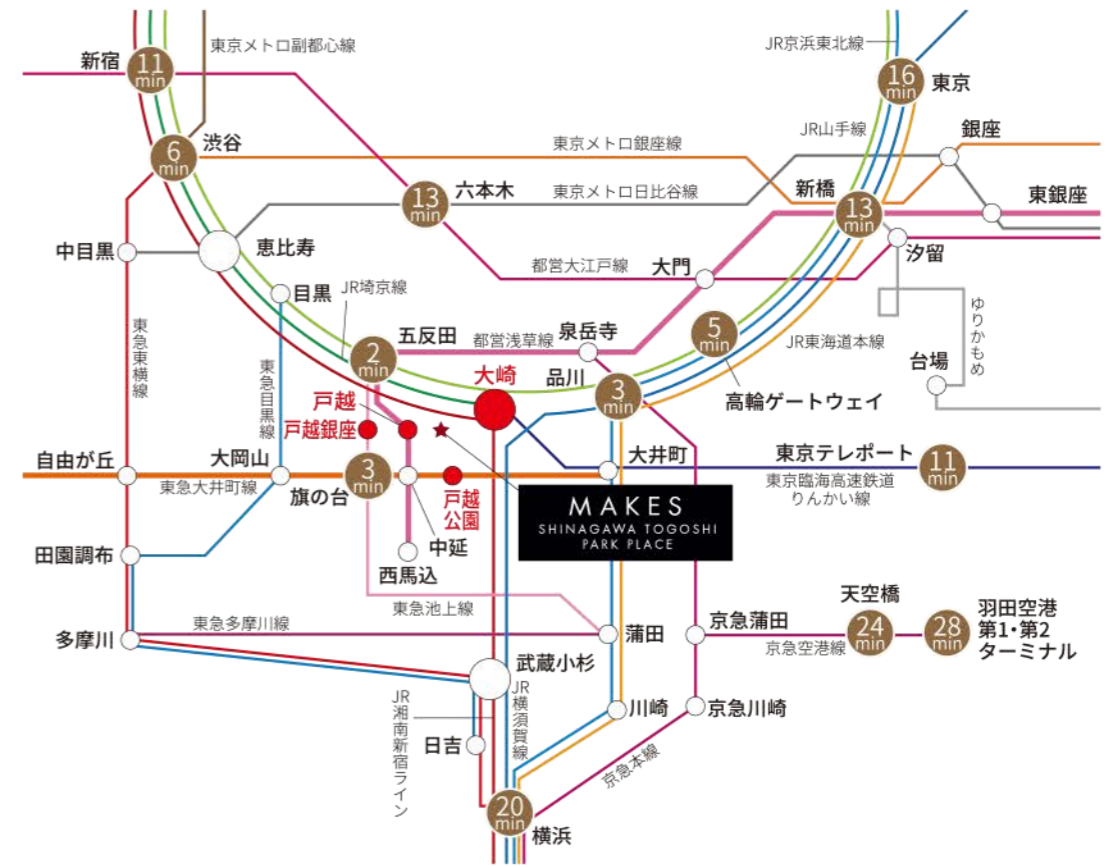 東京メトロ副都心線
JR京浜東北線
新宿
11
min
16
min
東京
渋谷
6
min
東京メトロ銀座線
JR山手線
銀座
六本木
13
min
東京メトロ日比谷線
新橋
13
min
東銀座
中目黒
恵比寿
都営大江戸線
大門
汐留
目黒
JR埼京線
ゆりかもめ
東急東横線
五反田
2
min
都営浅草線
泉岳寺
5
min
JR東海道本線
台場
東急目黒線
大崎
品川
3
min
高輪ゲートウェイ
戸越
戸越銀座
自由が丘
大岡山
大井町
東京テレポート
11
min
東急大井町線
旗の台
3
min
戸越
公園
東京臨海高速鉄道
りんかい線
MAKES
SHINAGAWA TOGOSHI
PARK PLACE
中延
田園調布
西馬込
東急池上線
天空橋
24
min
28
min
羽田空港
第1・第2
ターミナル
東急多摩川線
多摩川
蒲田
京急蒲田
京急空港線
武蔵小杉
JR湘南新宿ライン
JR横須賀線
川崎
京急川崎
日吉
京急本線
20
min
横浜